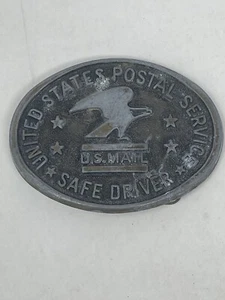 UNITED STATES POSTAL SERVICE
U.S.MAIL
SAFE DRIVER